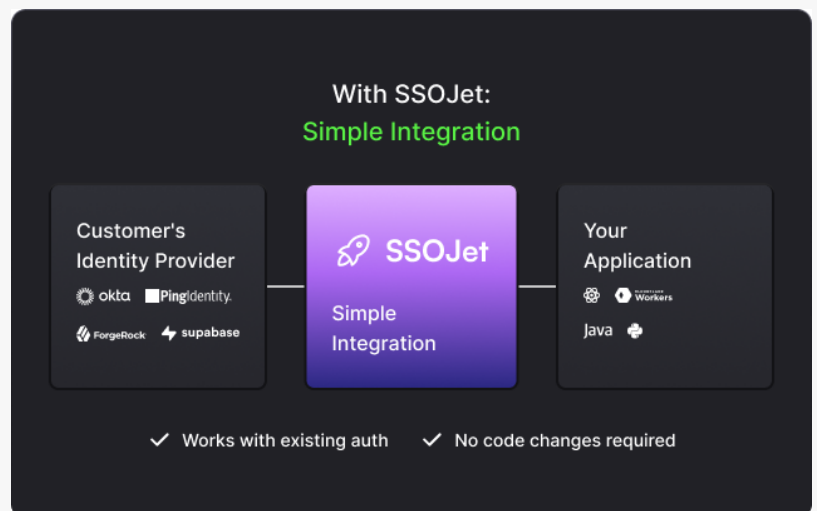 With SSOJet:
Simple Integration
Customer's
Identity Provider
okta PingIdentity.
ForgeRock supabase
SSOJet
Simple
Integration
Your
Application
Workers
Java
Works with existing auth
No code changes required